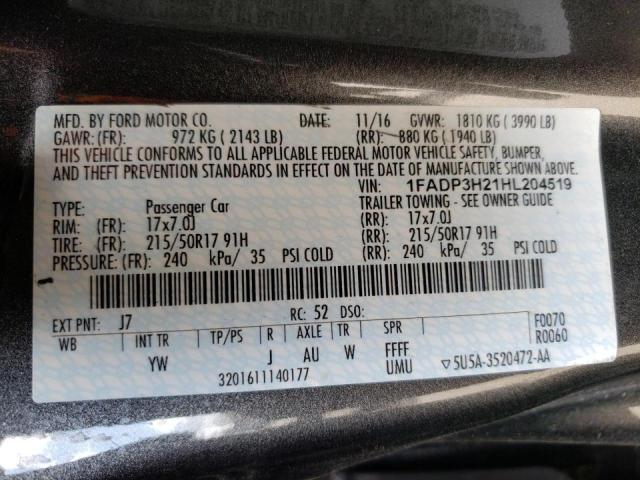 MFD. BY FORD MOTOR CO. DATE: 11/16 GVWR: 1810 KG ( 3990 LB)
GAWR: (FR): 972 KG ( 2143 LB) (RR): 880 KG ( 1940 LB)
THIS VEHICLE CONFORMS TO ALL APPLICABLE FEDERAL MOTOR VEHICLE SAFETY, BUMPER,
AND THEFT PREVENTION STANDARDS IN EFFECT ON THE DATE OF MANUFACTURE SHOWN ABOVE.
VIN: 1FADP3H21HL204519
TYPE: Passenger Car TRAILER TOWING - SEE OWNER GUIDE
RIM: (FR): 17x7.0J (RR): 17x7.0J
TIRE: (FR): 215/50R17 91H (RR): 215/50R17 91H
PRESSURE: (FR): 240 kPa/ 35 PSI COLD (RR): 240 kPa/ 35 PSI COLD
EXT PNT: J7 RC: 52 DSO: F0070
WB INT TR TP/PS R AXLE TR SPR R0060
YW J AU W FFFF
UMU ▽5U5A-3520472-AA
3201611140177